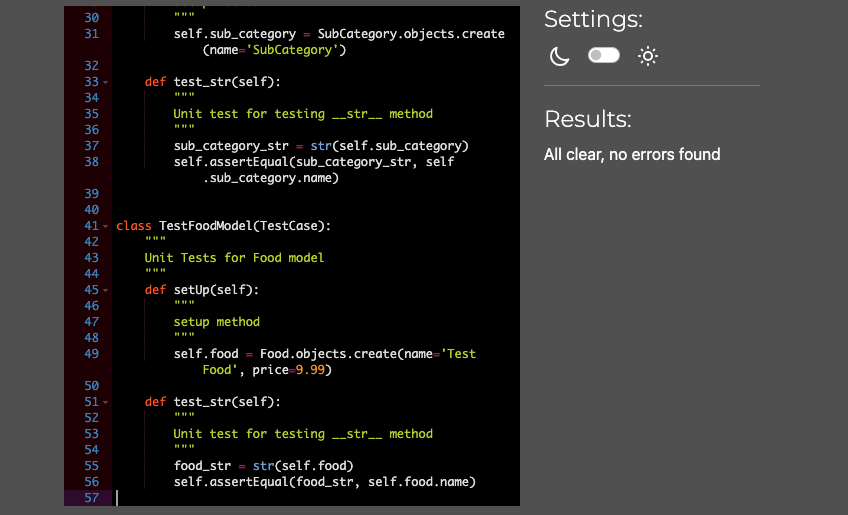 30 """
31 self.sub_category = SubCategory.objects.create
(name='SubCategory')
32
33 def test_str(self):
34 """
35 Unit test for testing __str__ method
36 """
37 sub_category_str = str(self.sub_category)
38 self.assertEqual(sub_category_str, self
.sub_category.name)
39
40
41 class TestFoodModel(TestCase):
42 """
43 Unit Tests for Food model
44 """
45 def setUp(self):
46 """
47 setup method
48 """
49 self.food = Food.objects.create(name='Test
Food', price=9.99)
50
51 def test_str(self):
52 """
53 Unit test for testing __str__ method
54 """
55 food_str = str(self.food)
56 self.assertEqual(food_str, self.food.name)
57
Settings:
Results:
All clear, no errors found